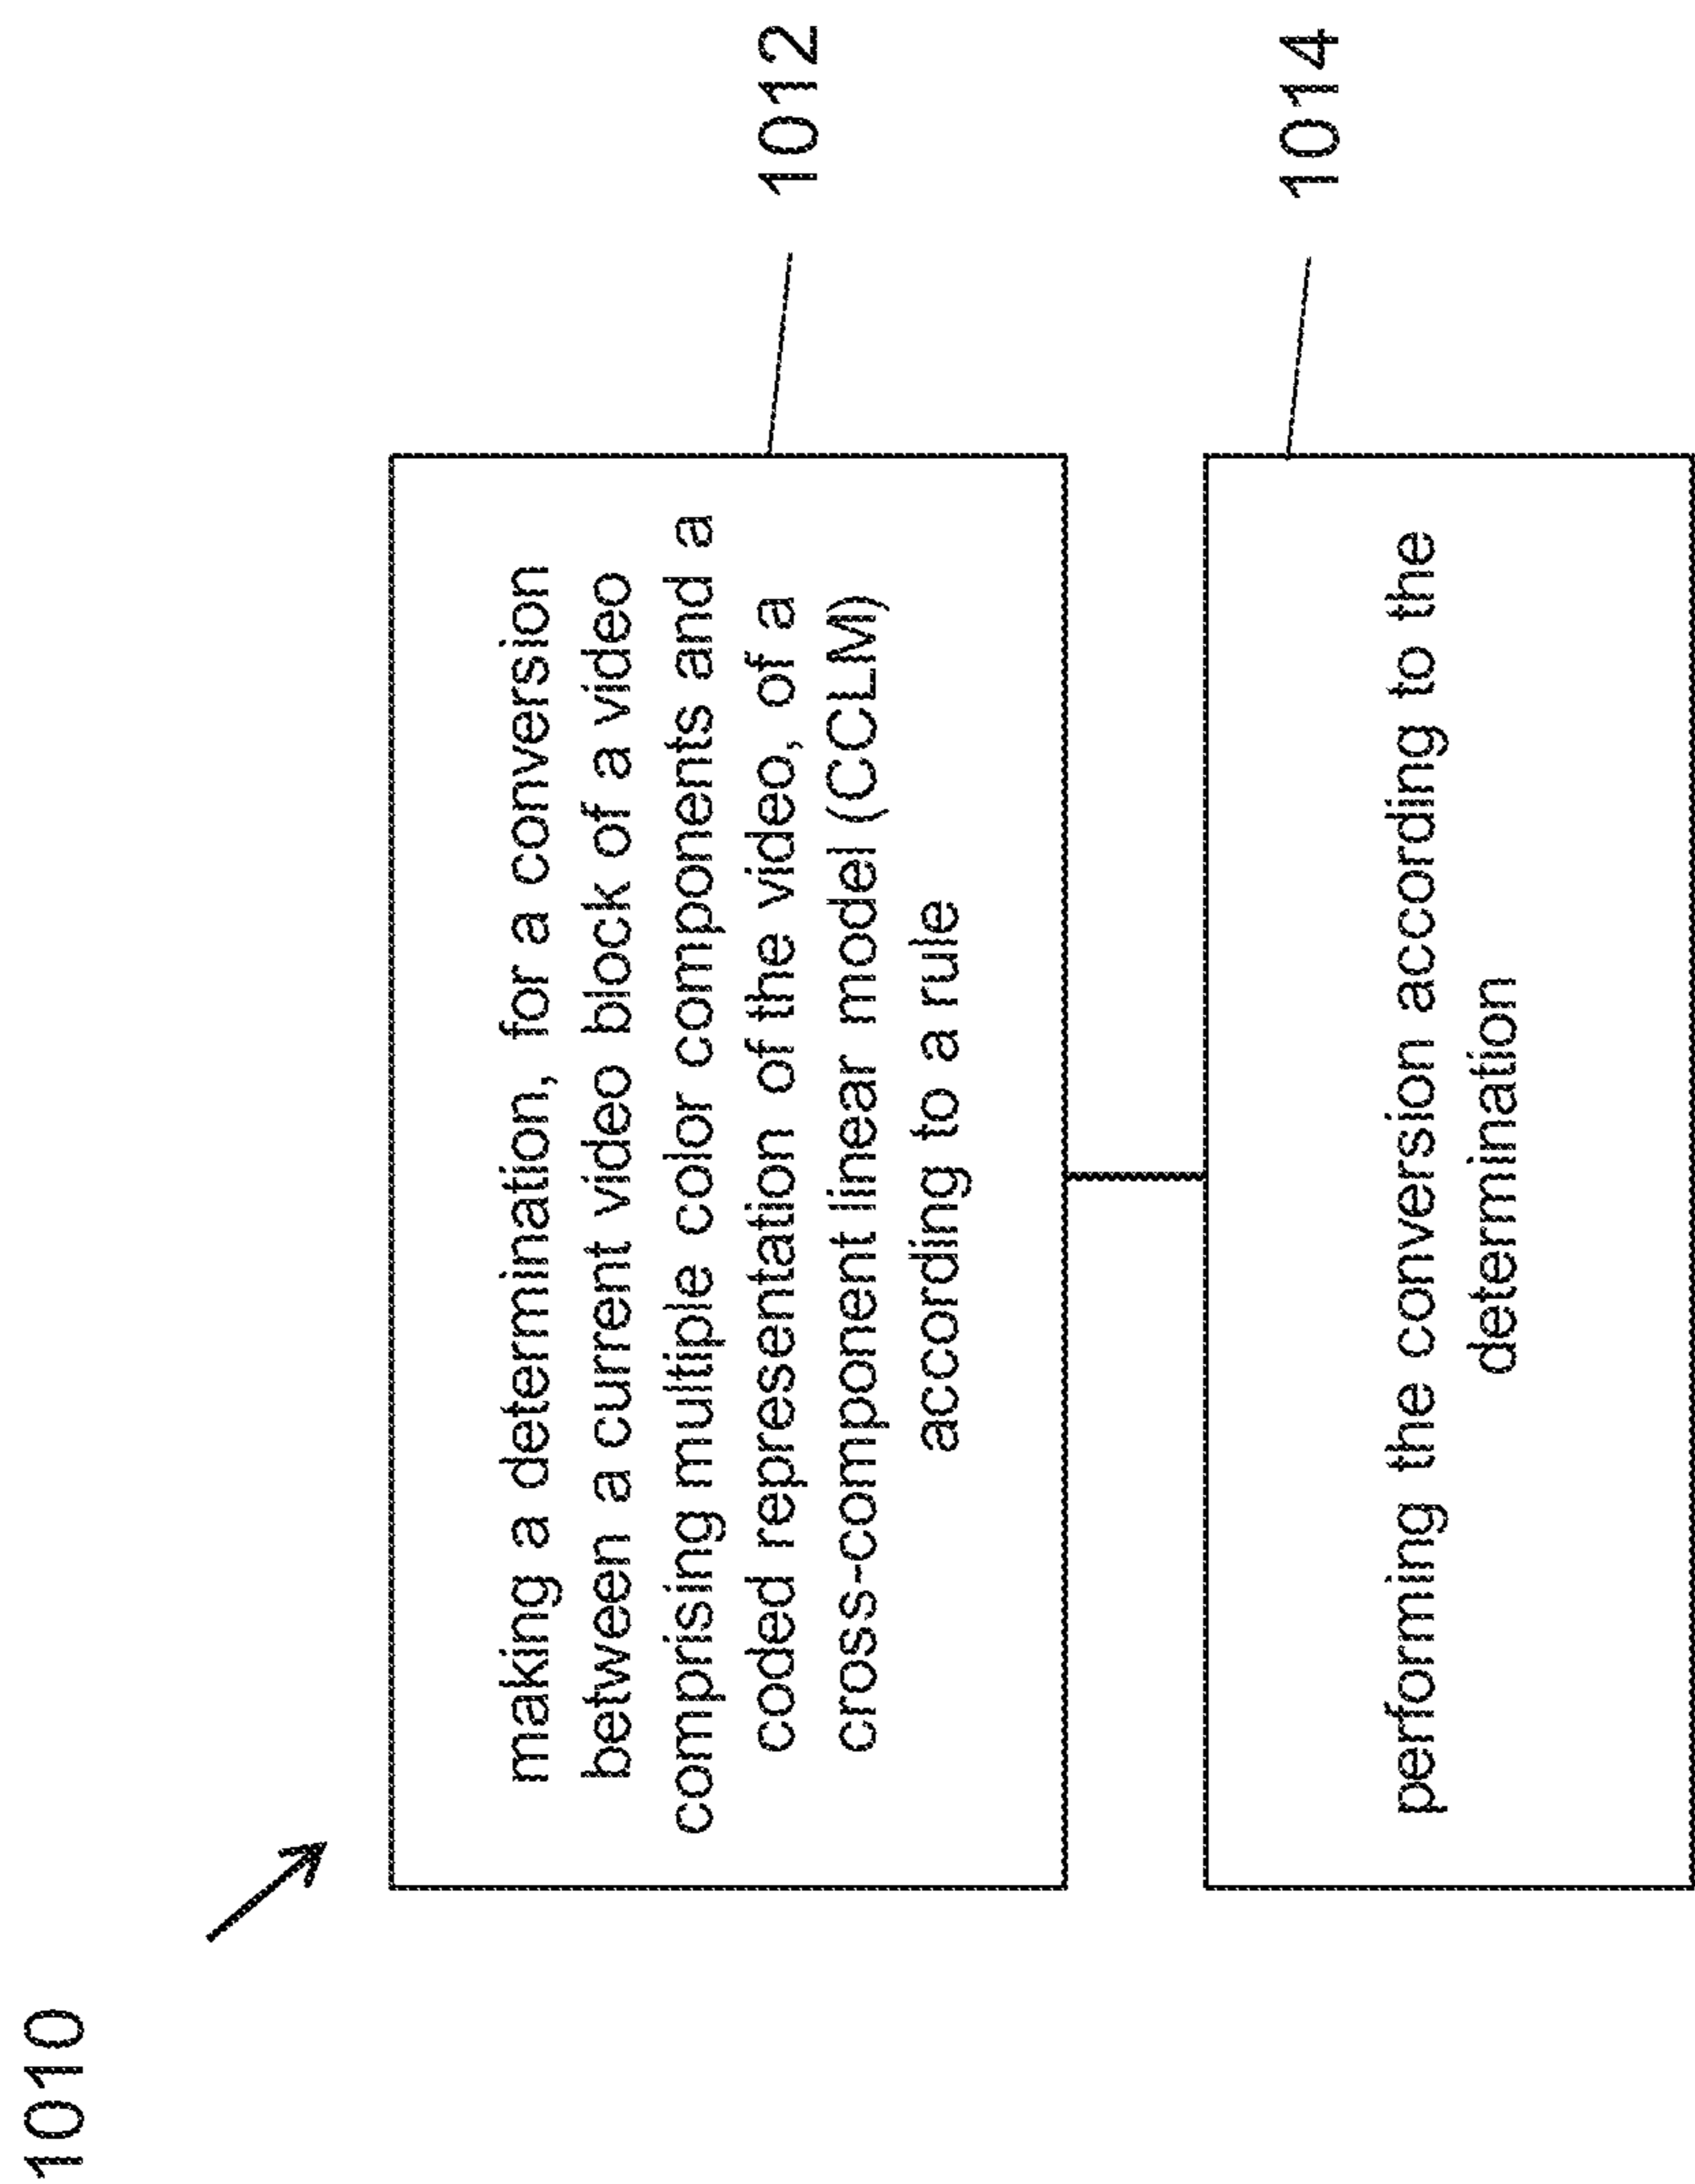 1010
making a determination, for a conversion
between a current video block of a video
comprising multiple color components and a
coded representation of the video, of a
cross-component linear model (CCLM)
according to a rule
1012
performing the conversion according to the
determination
1014